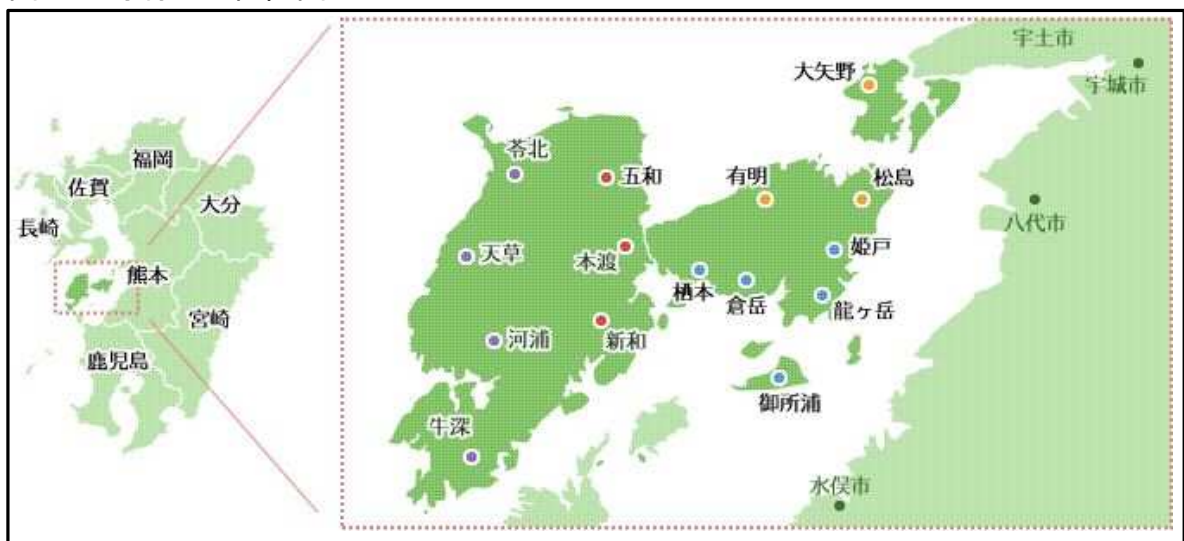 福岡
佐賀
大分
長崎
熊本
宮崎
鹿児島
宇土市
大矢野
宇城市
苓北
五和
有明
松島
八代市
天草
本渡
姫戸
栖本
倉岳
龍ヶ岳
河浦
新和
御所浦
牛深
水俣市